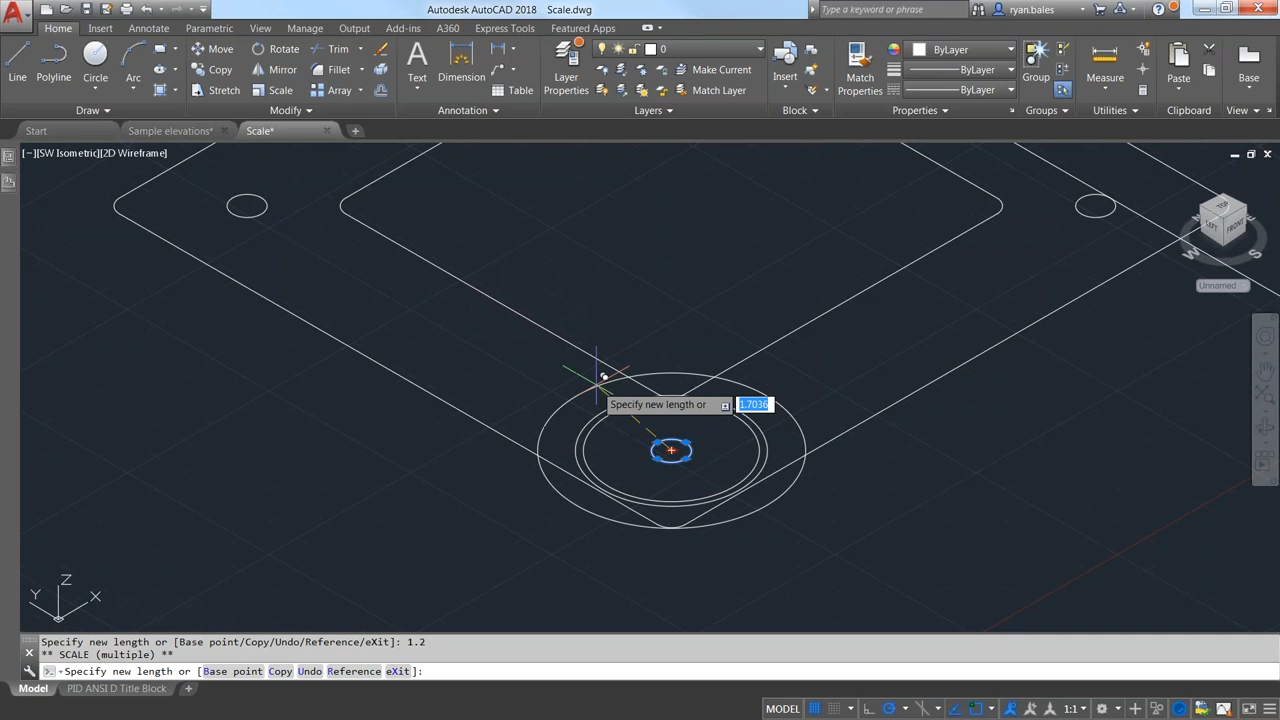 Autodesk AutoCAD 2018 Scale.dwg
Type a keyword or phrase
ryan.bales
Home Insert Annotate Parametric View Manage Output Add-ins A360 Express Tools Featured Apps
Line
Polyline
Circle
Arc
Move
Rotate
Trim
Copy
Mirror
Fillet
Stretch
Scale
Array
Text
Dimension
Table
Layer
Properties
0
Make Current
Match Layer
Insert
Match
Properties
ByLayer
ByLayer
ByLayer
Group
Measure
Paste
Base
Draw Modify Annotation Layers Block Properties Groups Utilities Clipboard View
Start Sample elevations* Scale*
[−][SW Isometric][2D Wireframe]
TOP
LEFT
FRONT
W
S
E
Unnamed
Specify new length or 1.7036
Z
Y
X
Specify new length or [Base point/Copy/Undo/Reference/eXit]: 1.2
** SCALE (multiple) **
Specify new length or [Base point Copy Undo Reference eXit]:
Model PID ANSI D Title Block
MODEL 1:1